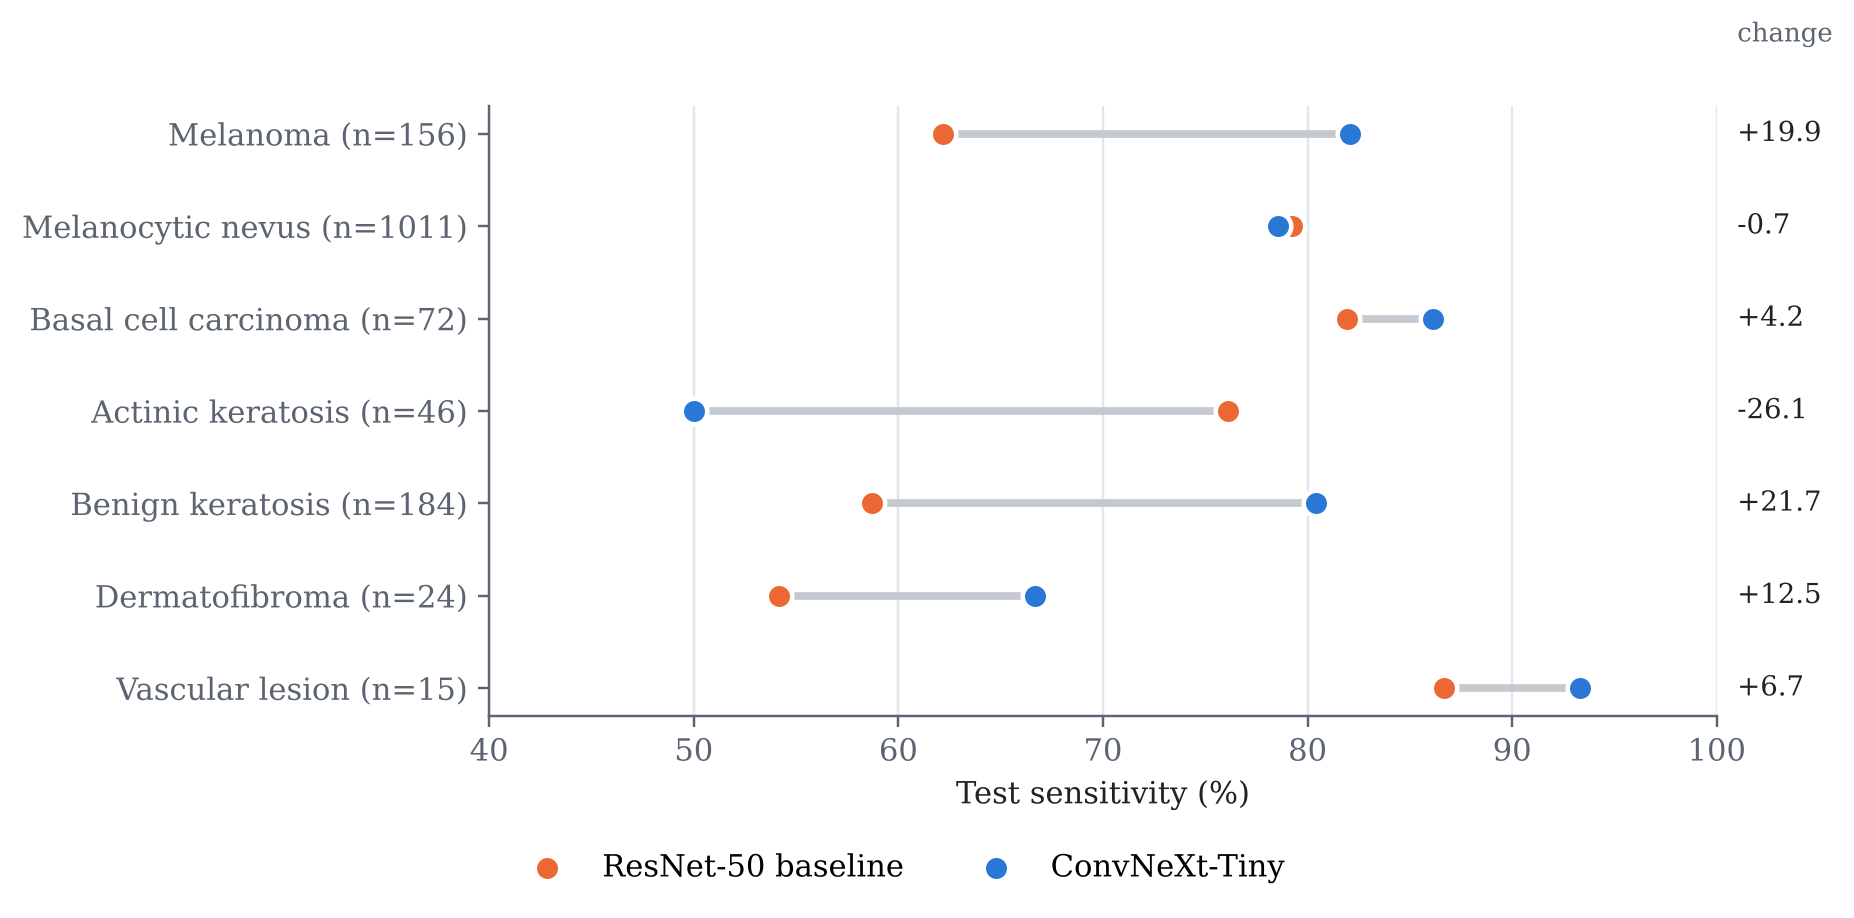 change
Melanoma (n=156) +19.9
Melanocytic nevus (n=1011) -0.7
Basal cell carcinoma (n=72) +4.2
Actinic keratosis (n=46) -26.1
Benign keratosis (n=184) +21.7
Dermatofibroma (n=24) +12.5
Vascular lesion (n=15) +6.7
40 50 60 70 80 90 100
Test sensitivity (%)
ResNet-50 baseline ConvNeXt-Tiny